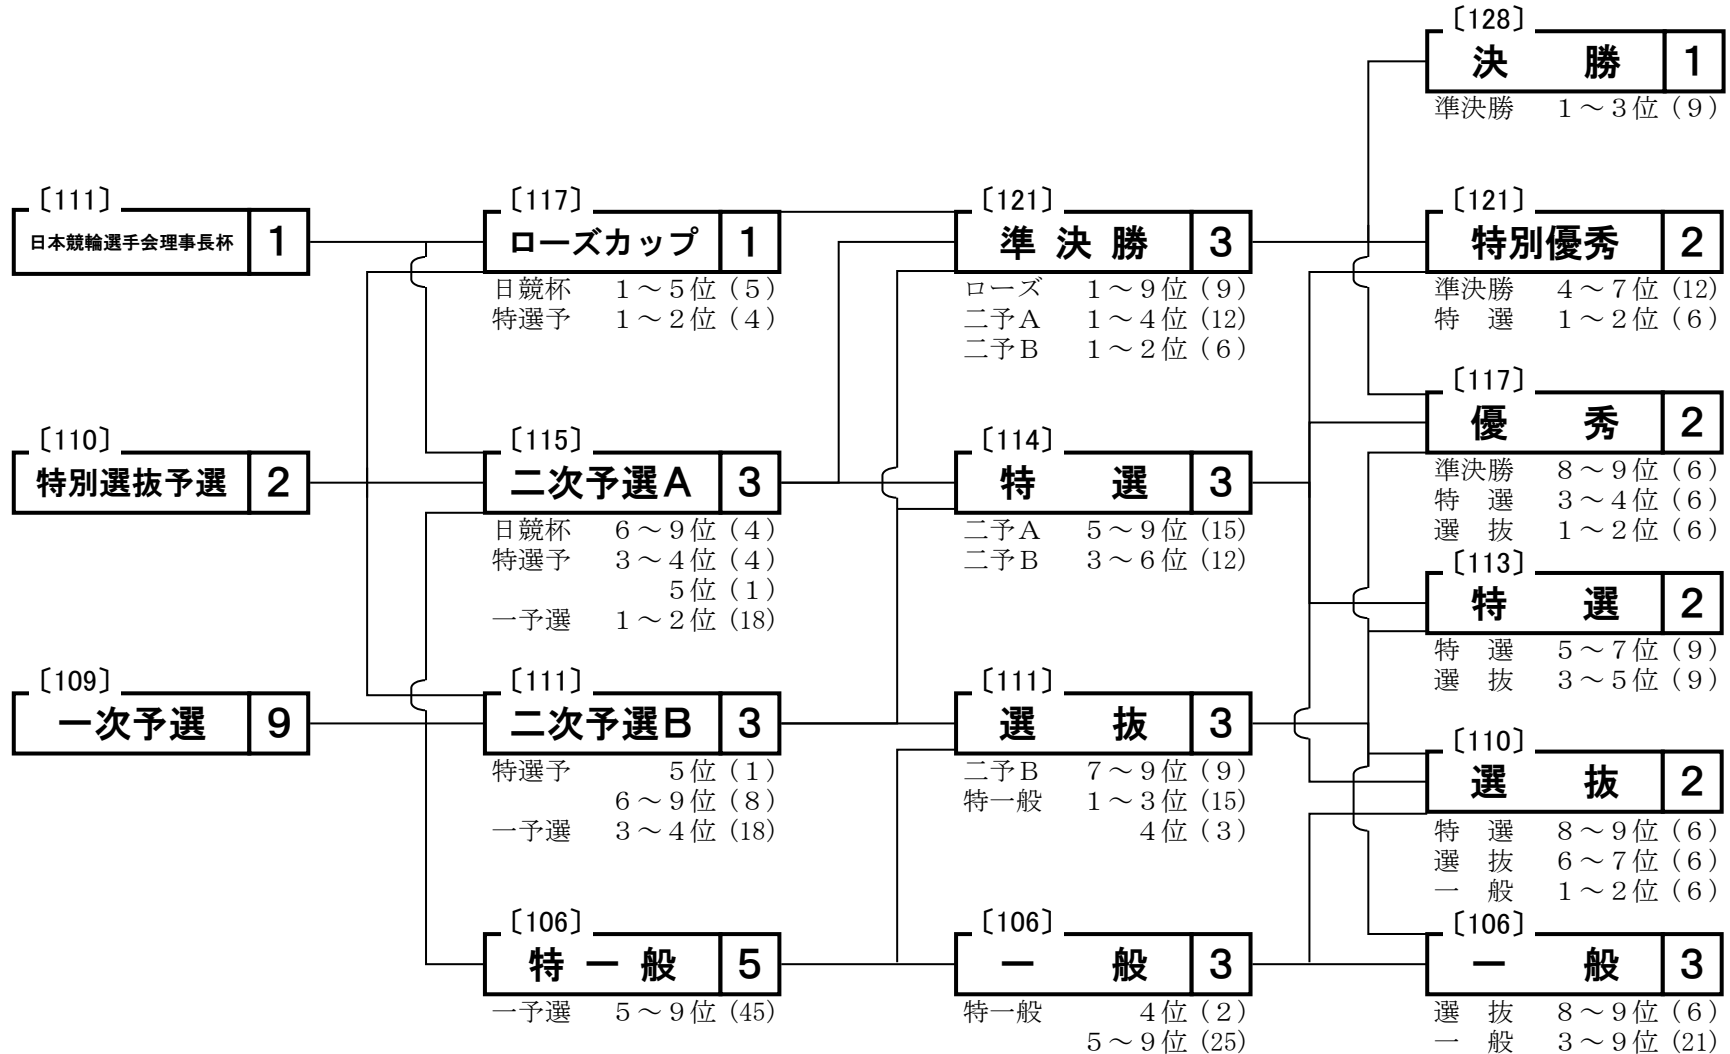 〔111〕
日本競輪選手会理事長杯 1
〔110〕
特別選抜予選 2
〔109〕
一次予選 9
〔117〕
ローズカップ 1
日競杯 1～5位(5)
特選予 1～2位(4)
〔115〕
二次予選A 3
日競杯 6～9位(4)
特選予 3～4位(4)
5位(1)
一予選 1～2位(18)
〔111〕
二次予選B 3
特選予 5位(1)
6～9位(8)
一予選 3～4位(18)
〔106〕
特一般 5
一予選 5～9位(45)
〔121〕
準決勝 3
ローズ 1～9位(9)
二予A 1～4位(12)
二予B 1～2位(6)
〔114〕
特選 3
二予A 5～9位(15)
二予B 3～6位(12)
〔111〕
選抜 3
二予B 7～9位(9)
特一般 1～3位(15)
4位(3)
〔106〕
一般 3
特一般 4位(2)
5～9位(25)
〔128〕
決勝 1
準決勝 1～3位(9)
〔121〕
特別優秀 2
準決勝 4～7位(12)
特選 1～2位(6)
〔117〕
優秀 2
準決勝 8～9位(6)
特選 3～4位(6)
選抜 1～2位(6)
〔113〕
特選 2
特選 5～7位(9)
選抜 3～5位(9)
〔110〕
選抜 2
特選 8～9位(6)
選抜 6～7位(6)
一般 1～2位(6)
〔106〕
一般 3
選抜 8～9位(6)
一般 3～9位(21)